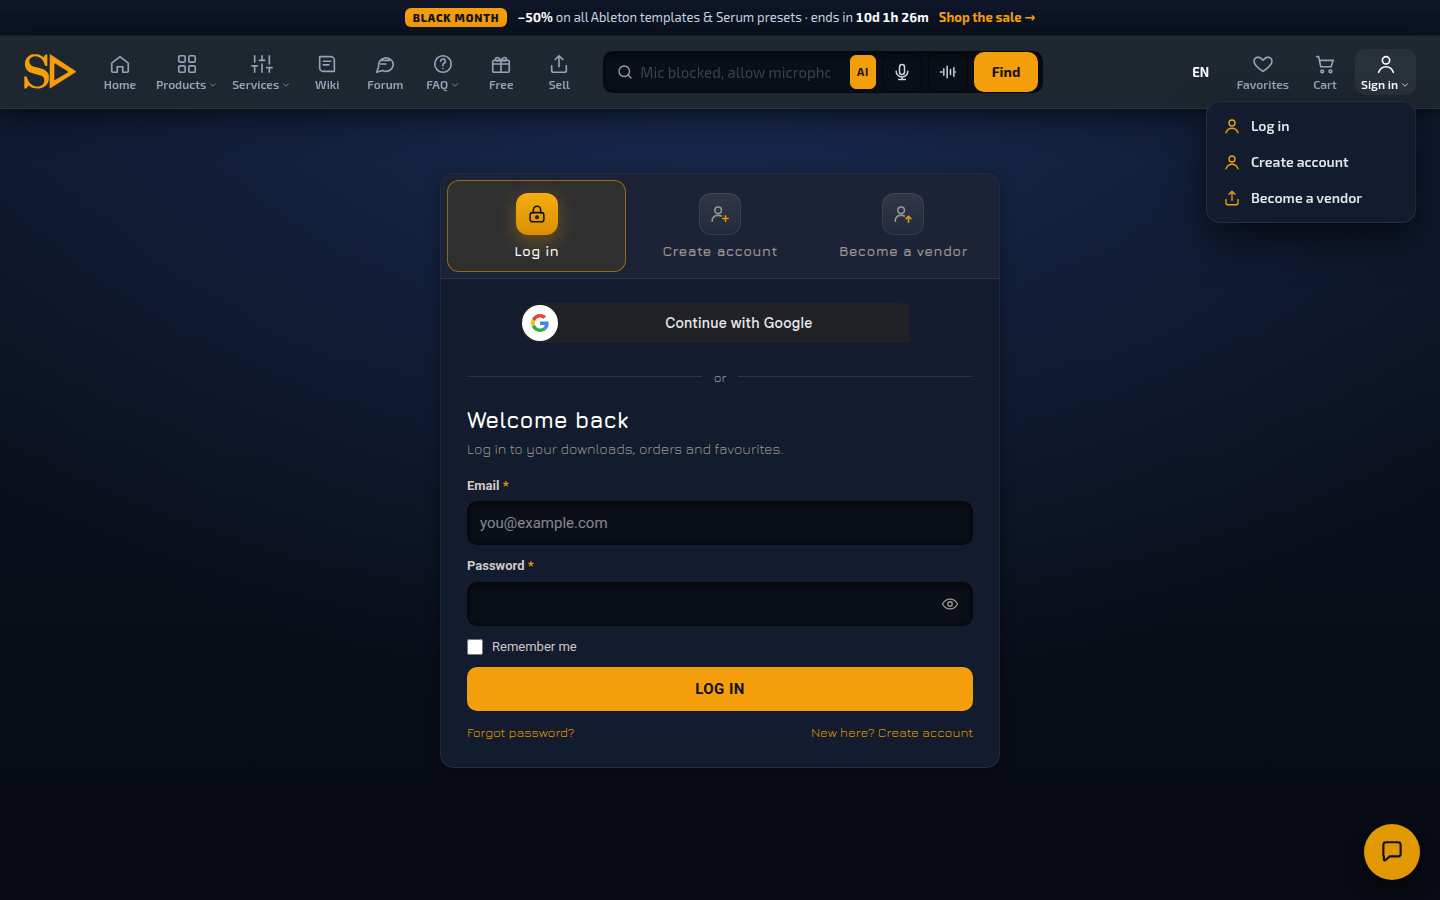 BLACK MONTH −50% on all Ableton templates & Serum presets · ends in 10d 1h 26m Shop the sale →
S
Home Products Services Wiki Forum FAQ Free Sell
Mic blocked, allow micropho AI Find
EN Favorites Cart Sign in
Log in
Create account
Become a vendor
Log in Create account Become a vendor
Continue with Google
or
Welcome back
Log in to your downloads, orders and favourites.
Email *
you@example.com
Password *
Remember me
LOG IN
Forgot password? New here? Create account